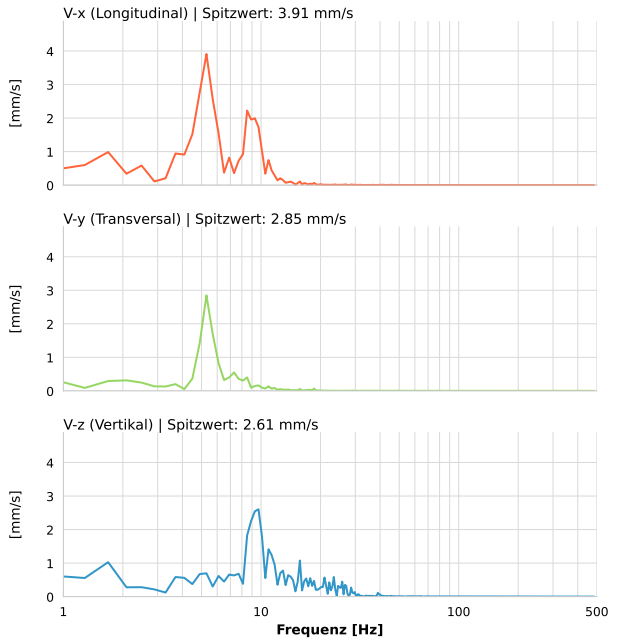 V-x (Longitudinal) | Spitzwert: 3.91 mm/s
4
3
2
1
0
[mm/s]
V-y (Transversal) | Spitzwert: 2.85 mm/s
4
3
2
1
0
[mm/s]
V-z (Vertikal) | Spitzwert: 2.61 mm/s
4
3
2
1
0
[mm/s]
1 10 100 500
Frequenz [Hz]